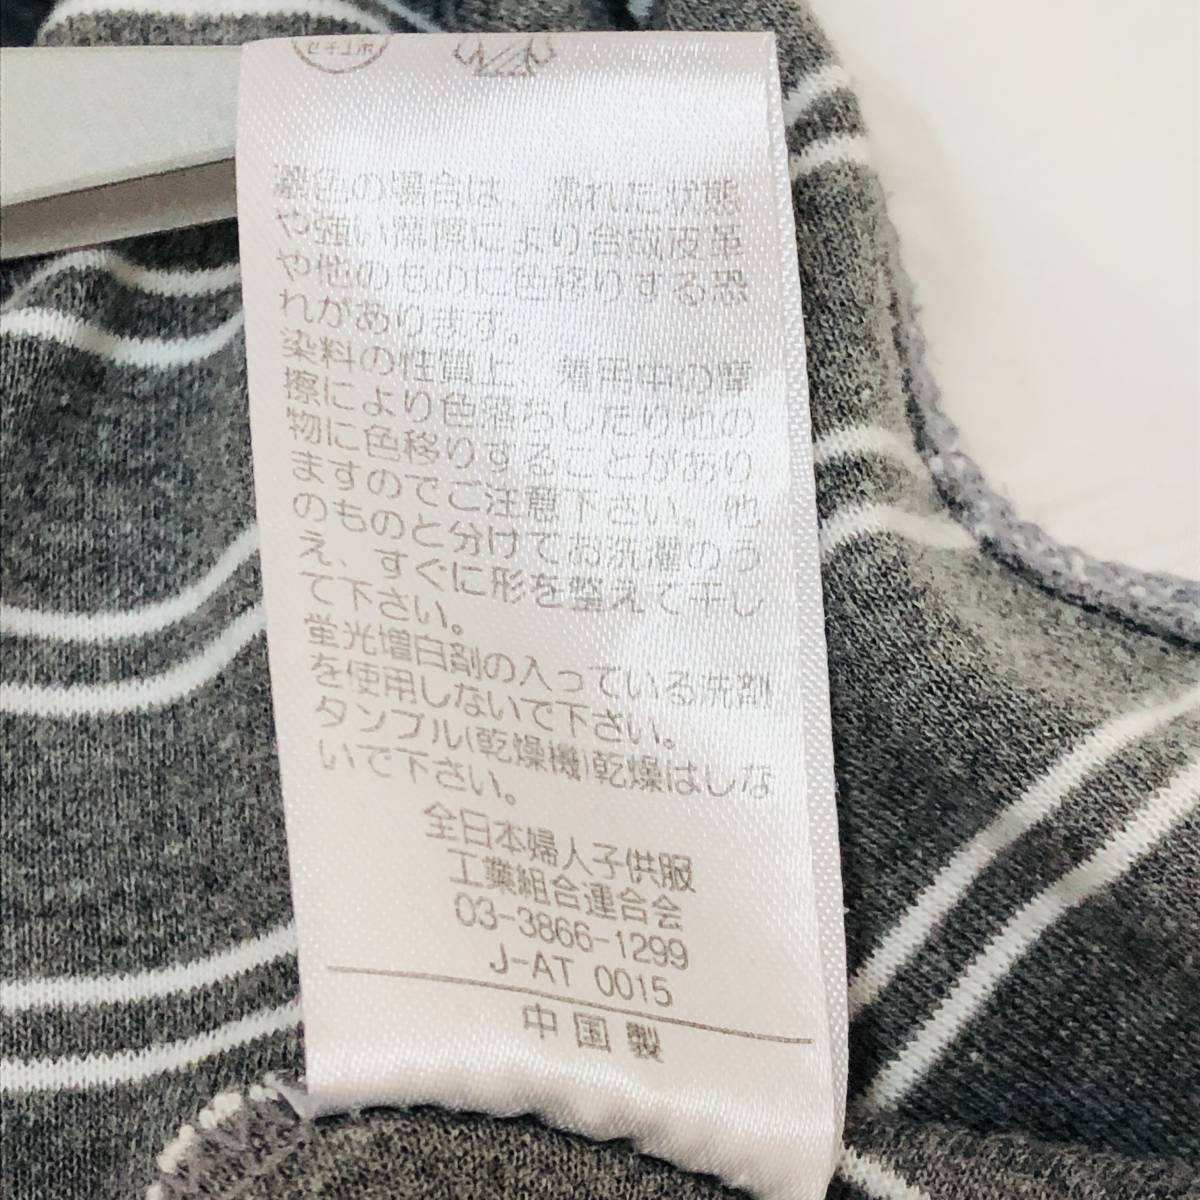 濃色の場合は、濡れた状態
や強い摩擦により合成皮革
や他のものに色移りする恐
れがあります。
染料の性質上、着用中の摩
擦により色落ちしたり他の
物に色移りすることがあり
ますのでご注意下さい。他
のものと分けてお洗濯のう
え、すぐに形を整えて干し
て下さい。
蛍光増白剤の入っている洗剤
を使用しないで下さい。
タンブル(乾燥機)乾燥はしな
いで下さい。
全日本婦人子供服
工業組合連合会
03-3866-1299
J-AT 0015
中国製